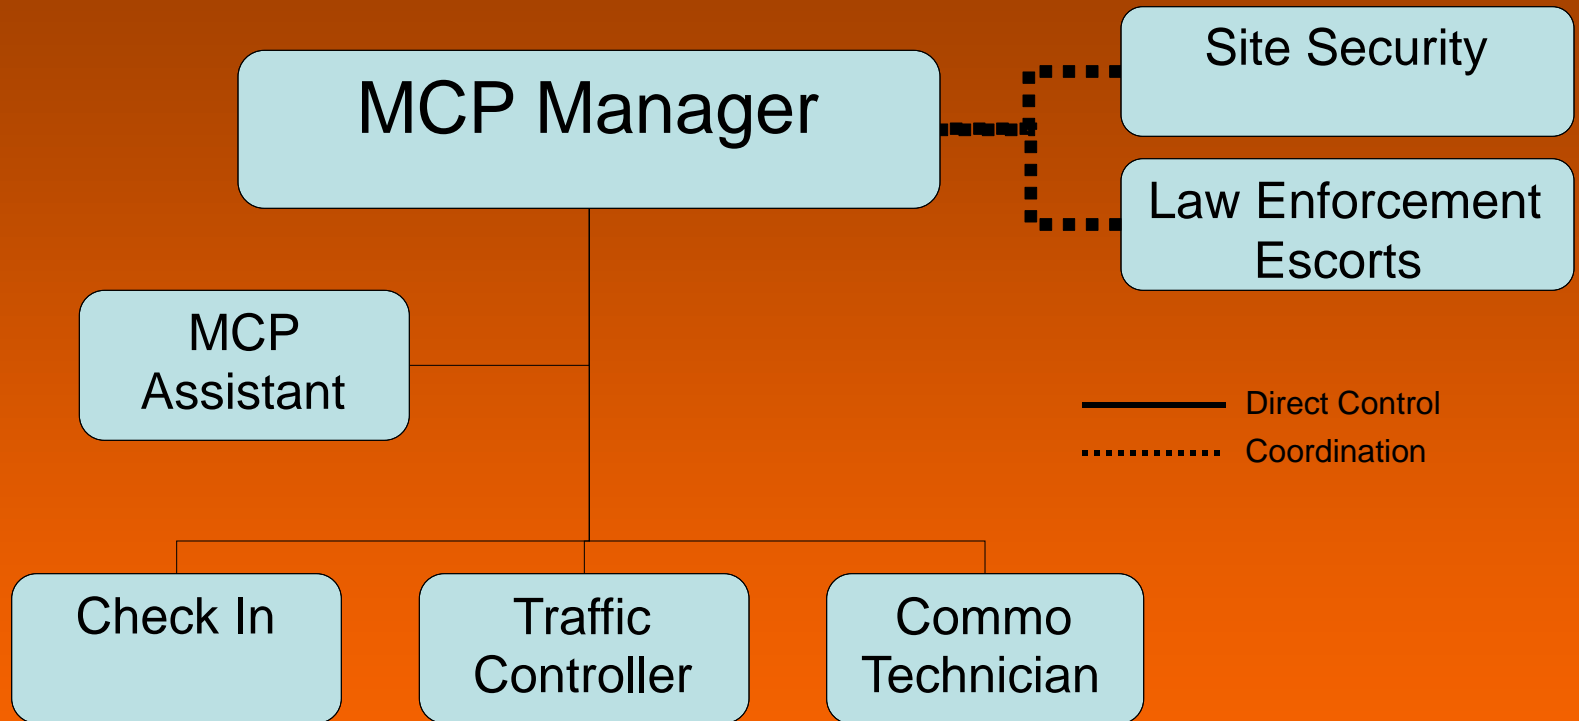 MCP Manager
Site Security
Law Enforcement
Escorts
MCP
Assistant
Direct Control
Coordination
Check In
Traffic
Controller
Commo
Technician